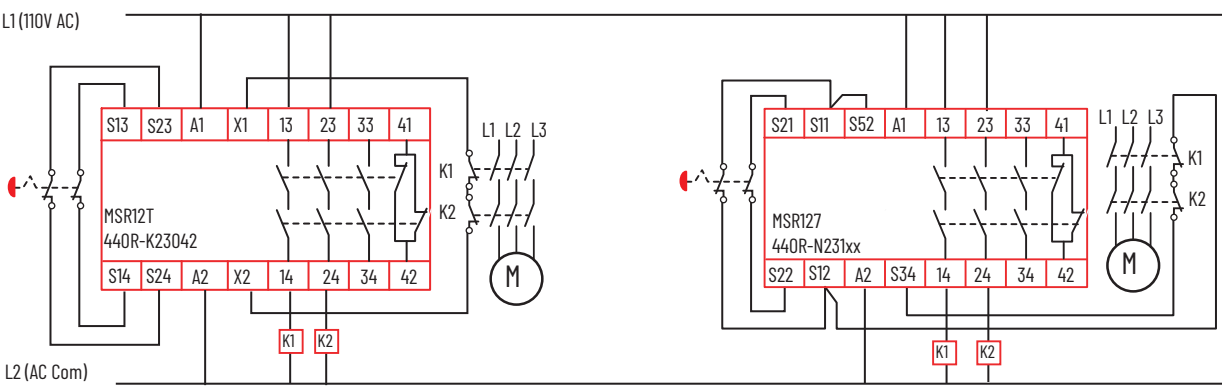 L1 (110V AC)
S13 S23 A1 X1 13 23 33 41
L1 L2 L3
K1
K2
MSR12T
440R-K23042
M
S14 S24 A2 X2 14 24 34 42
K1 K2
S21 S11 S52 A1 13 23 33 41
L1 L2 L3
K1
K2
MSR127
440R-N231xx
M
S22 S12 A2 S34 14 24 34 42
K1 K2
L2 (AC Com)